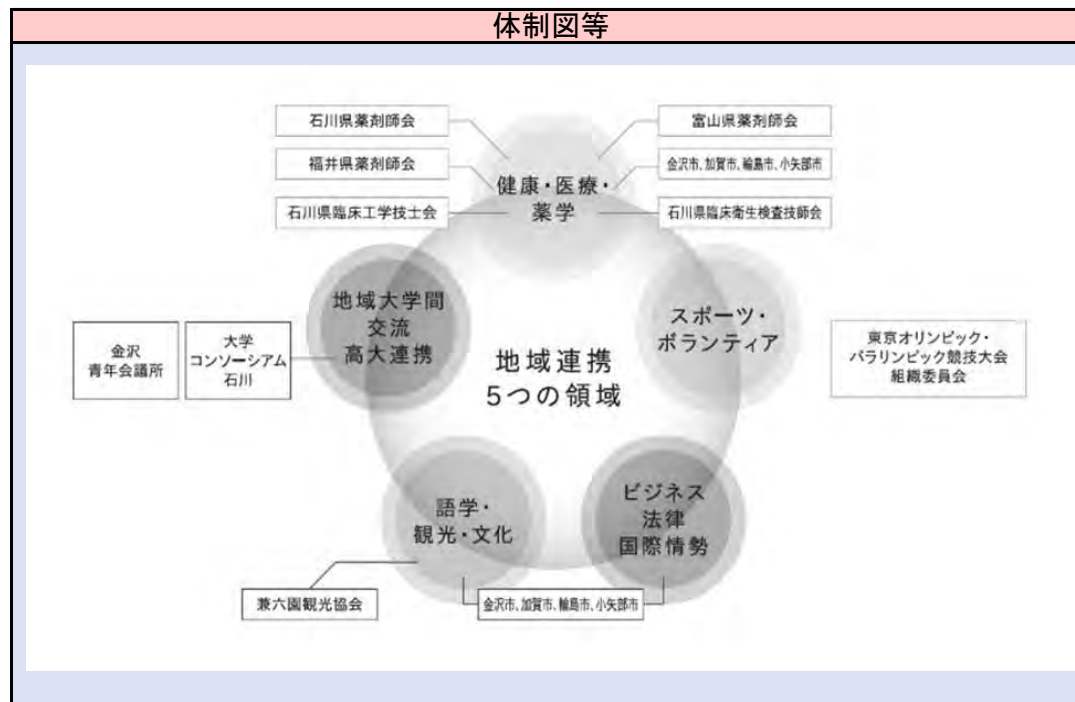 体制図等
石川県薬剤師会
富山県薬剤師会
福井県薬剤師会
金沢市、加賀市、輪島市、小矢部市
石川県臨床工学技士会
石川県臨床衛生検査技師会
健康・医療・
薬学
地域大学間
交流
高大連携
スポーツ・
ボランティア
金沢
青年会議所
大学
コンソーシアム
石川
地域連携
5つの領域
東京オリンピック・
パラリンピック競技大会
組織委員会
語学・
観光・文化
ビジネス
法律
国際情勢
兼六園観光協会
金沢市、加賀市、輪島市、小矢部市